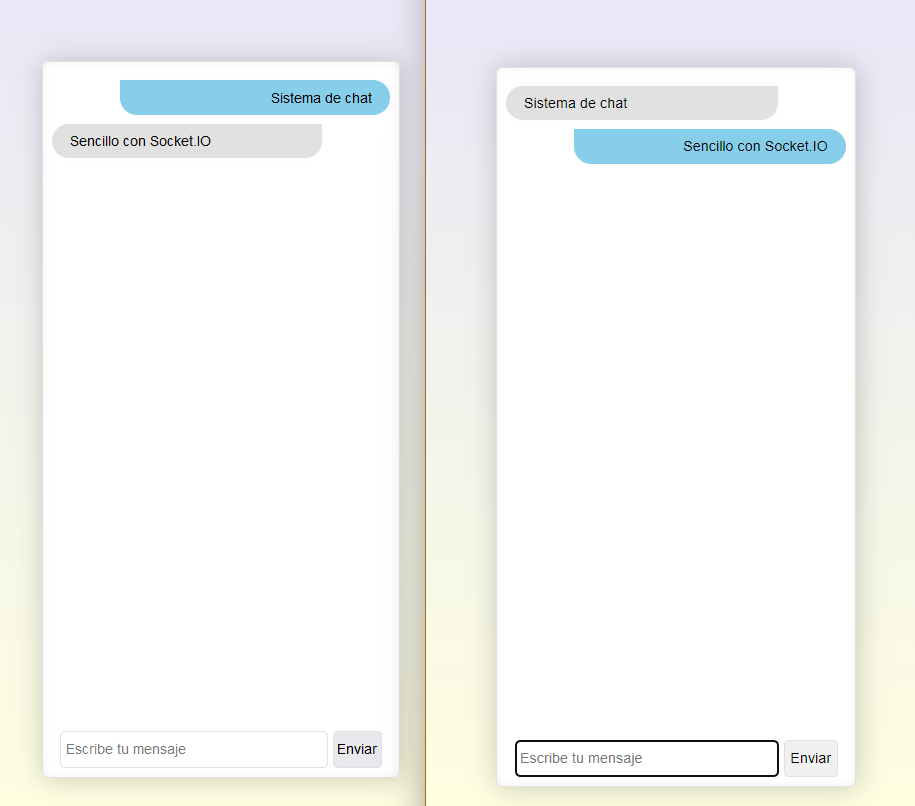 Sistema de chat
Sencillo con Socket.IO
Escribe tu mensaje
Enviar
Sistema de chat
Sencillo con Socket.IO
Escribe tu mensaje
Enviar